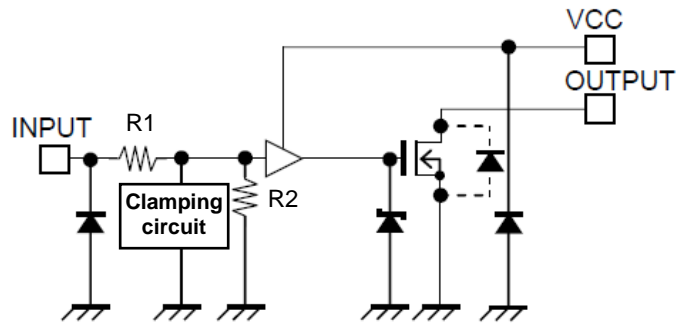 VCC
OUTPUT
INPUT
R1
Clamping
circuit
R2